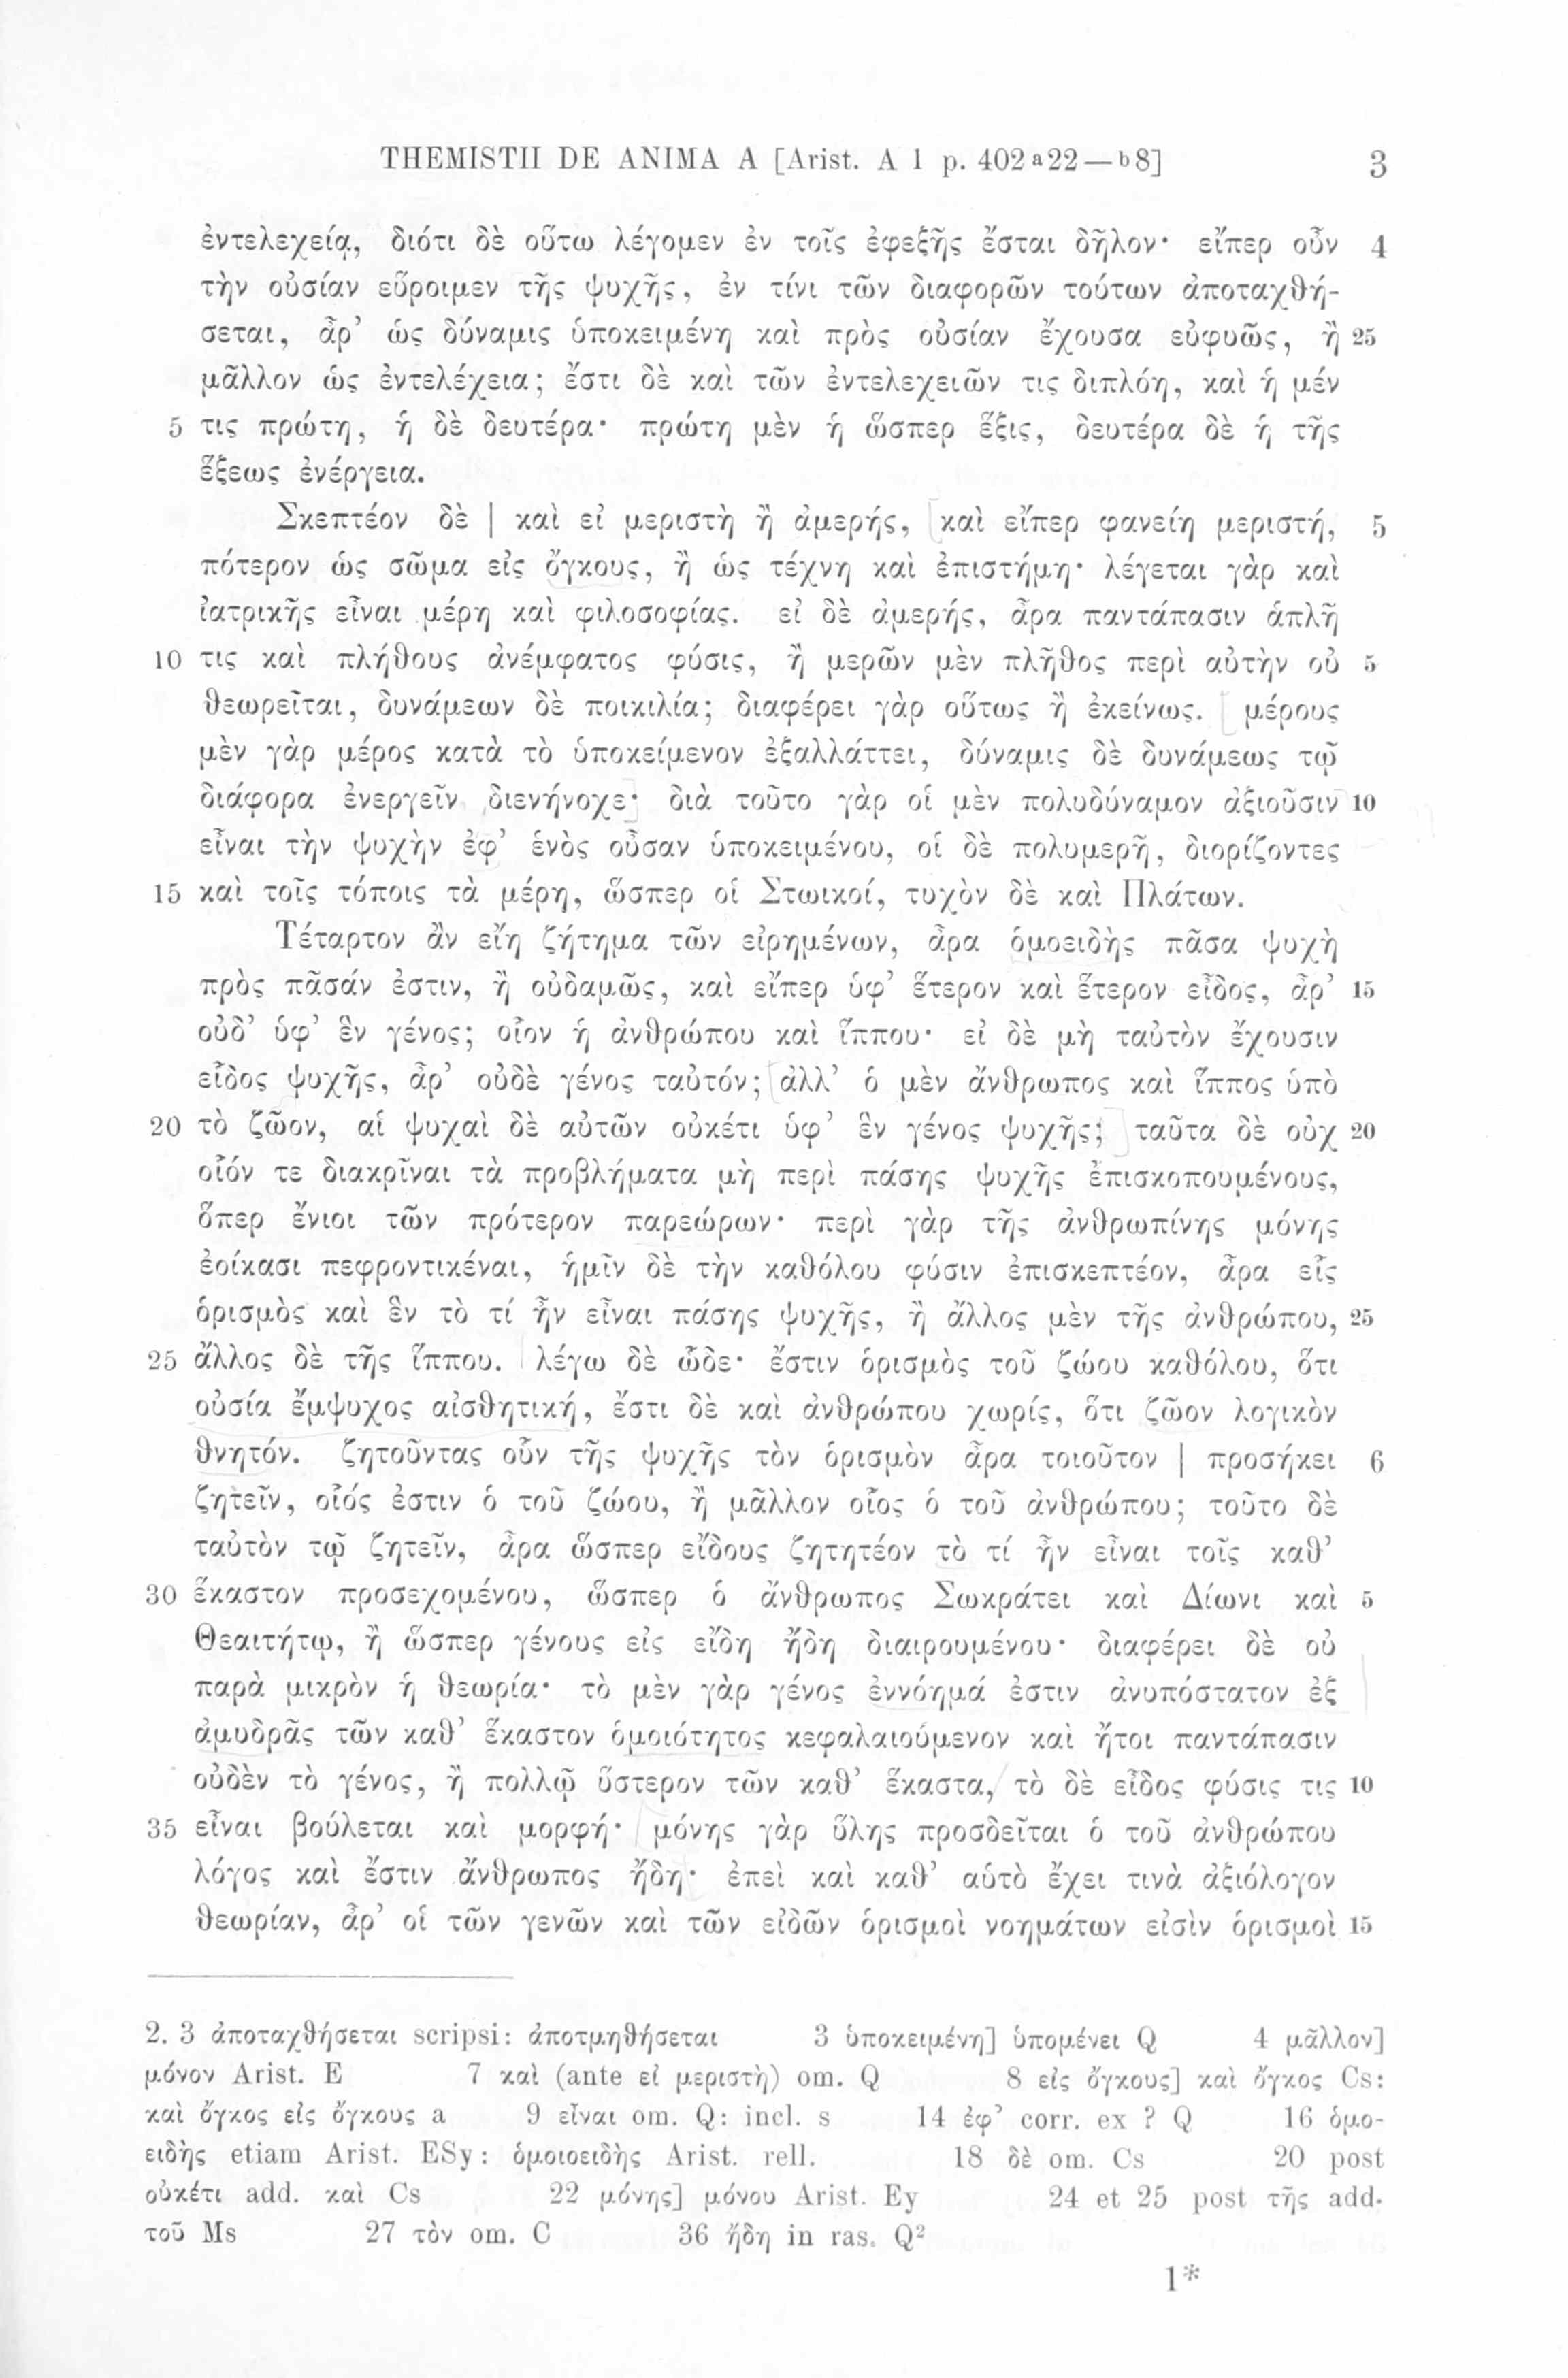 THEMISTII DE ANIMA A [Arist. A 1 p. 402ᵃ22—ᵇ8] 3
ἐντελεχείᾳ, διότι δὲ οὕτω λέγομεν ἐν τοῖς ἐφεξῆς ἔσται δῆλον· εἴπερ οὖν 4
τὴν οὐσίαν εὕροιμεν τῆς ψυχῆς, ἐν τίνι τῶν διαφορῶν τούτων ἀποταχθή-
σεται, ἆρ’ ὡς δύναμις ὑποκειμένη καὶ πρὸς οὐσίαν ἔχουσα εὐφυῶς, ἢ 25
μᾶλλον ὡς ἐντελέχεια; ἔστι δὲ καὶ τῶν ἐντελεχειῶν τις διπλόη, καὶ ἡ μέν
5 τις πρώτη, ἡ δὲ δευτέρα· πρώτη μὲν ἡ ὥσπερ ἕξις, δευτέρα δὲ ἡ τῆς
ἕξεως ἐνέργεια.
Σκεπτέον δὲ | καὶ εἰ μεριστὴ ἢ ἀμερής, καὶ εἴπερ φανείη μεριστή, 5
πότερον ὡς σῶμα εἰς ὄγκους, ἢ ὡς τέχνη καὶ ἐπιστήμη· λέγεται γὰρ καὶ
ἰατρικῆς εἶναι μέρη καὶ φιλοσοφίας. εἰ δὲ ἀμερής, ἆρα παντάπασιν ἁπλῆ
10 τις καὶ πλήθους ἀνέμφατος φύσις, ἢ μερῶν μὲν πλῆθος περὶ αὐτὴν οὐ 5
θεωρεῖται, δυνάμεων δὲ ποικιλία; διαφέρει γὰρ οὕτως ἢ ἐκείνως. μέρους
μὲν γὰρ μέρος κατὰ τὸ ὑποκείμενον ἐξαλλάττει, δύναμις δὲ δυνάμεως τῷ
διάφορα ἐνεργεῖν διενήνοχε· διὰ τοῦτο γὰρ οἱ μὲν πολυδύναμον ἀξιοῦσιν 10
εἶναι τὴν ψυχὴν ἐφ’ ἑνὸς οὖσαν ὑποκειμένου, οἱ δὲ πολυμερῆ, διορίζοντες
15 καὶ τοῖς τόποις τὰ μέρη, ὥσπερ οἱ Στωικοί, τυχὸν δὲ καὶ Πλάτων.
Τέταρτον ἂν εἴη ζήτημα τῶν εἰρημένων, ἆρα ὁμοειδὴς πᾶσα ψυχὴ
πρὸς πᾶσάν ἐστιν, ἢ οὐδαμῶς, καὶ εἴπερ ὑφ’ ἕτερον καὶ ἕτερον εἶδος, ἆρ’ 15
οὐδ’ ὑφ’ ἓν γένος; οἷον ἡ ἀνθρώπου καὶ ἵππου· εἰ δὲ μὴ ταὐτὸν ἔχουσιν
εἶδος ψυχῆς, ἆρ’ οὐδὲ γένος ταὐτόν; ἀλλ’ ὁ μὲν ἄνθρωπος καὶ ἵππος ὑπὸ
20 τὸ ζῶον, αἱ ψυχαὶ δὲ αὐτῶν οὐκέτι ὑφ’ ἓν γένος ψυχῆς; ταῦτα δὲ οὐχ 20
οἷόν τε διακρῖναι τὰ προβλήματα μὴ περὶ πάσης ψυχῆς ἐπισκοπουμένους,
ὅπερ ἔνιοι τῶν πρότερον παρεώρων· περὶ γὰρ τῆς ἀνθρωπίνης μόνης
ἐοίκασι πεφροντικέναι, ἡμῖν δὲ τὴν καθόλου φύσιν ἐπισκεπτέον, ἆρα εἷς
ὁρισμὸς καὶ ἓν τὸ τί ἦν εἶναι πάσης ψυχῆς, ἢ ἄλλος μὲν τῆς ἀνθρώπου, 25
25 ἄλλος δὲ τῆς ἵππου. λέγω δὲ ὧδε· ἔστιν ὁρισμὸς τοῦ ζώου καθόλου, ὅτι
οὐσία ἔμψυχος αἰσθητική, ἔστι δὲ καὶ ἀνθρώπου χωρίς, ὅτι ζῶον λογικὸν
θνητόν. ζητοῦντας οὖν τῆς ψυχῆς τὸν ὁρισμὸν ἆρα τοιοῦτον | προσήκει 6
ζητεῖν, οἷός ἐστιν ὁ τοῦ ζώου, ἢ μᾶλλον οἷος ὁ τοῦ ἀνθρώπου; τοῦτο δὲ
ταὐτὸν τῷ ζητεῖν, ἆρα ὥσπερ εἴδους ζητητέον τὸ τί ἦν εἶναι τοῖς καθ’
30 ἕκαστον προσεχομένου, ὥσπερ ὁ ἄνθρωπος Σωκράτει καὶ Δίωνι καὶ 5
Θεαιτήτῳ, ἢ ὥσπερ γένους εἰς εἴδη ἤδη διαιρουμένου· διαφέρει δὲ οὐ
παρὰ μικρὸν ἡ θεωρία· τὸ μὲν γὰρ γένος ἐννόημά ἐστιν ἀνυπόστατον ἐξ
ἀμυδρᾶς τῶν καθ’ ἕκαστον ὁμοιότητος κεφαλαιούμενον καὶ ἤτοι παντάπασιν
οὐδὲν τὸ γένος, ἢ πολλῷ ὕστερον τῶν καθ’ ἕκαστα, τὸ δὲ εἶδος φύσις τις 10
35 εἶναι βούλεται καὶ μορφή· μόνης γὰρ ὕλης προσδεῖται ὁ τοῦ ἀνθρώπου
λόγος καὶ ἔστιν ἄνθρωπος ἤδη· ἐπεὶ καὶ καθ’ αὑτὸ ἔχει τινὰ ἀξιόλογον
θεωρίαν, ἆρ’ οἱ τῶν γενῶν καὶ τῶν εἰδῶν ὁρισμοὶ νοημάτων εἰσὶν ὁρισμοὶ 15
2. 3 ἀποταχθήσεται scripsi: ἀποτμηθήσεται 3 ὑποκειμένη] ὑπομένει Q 4 μᾶλλον]
μόνον Arist. E 7 καὶ (ante εἰ μεριστὴ) om. Q 8 εἰς ὄγκους] καὶ ὄγκος Cs:
καὶ ὄγκος εἰς ὄγκους a 9 εἶναι om. Q: incl. s 14 ἐφ’ corr. ex ? Q 16 ὁμο-
ειδὴς etiam Arist. ESy: ὁμοιοειδὴς Arist. rell. 18 δὲ om. Cs 20 post
οὐκέτι add. καὶ Cs 22 μόνης] μόνου Arist. Ey 24 et 25 post τῆς add.
τοῦ Ms 27 τὸν om. C 36 ἤδη in ras. Q²
1*